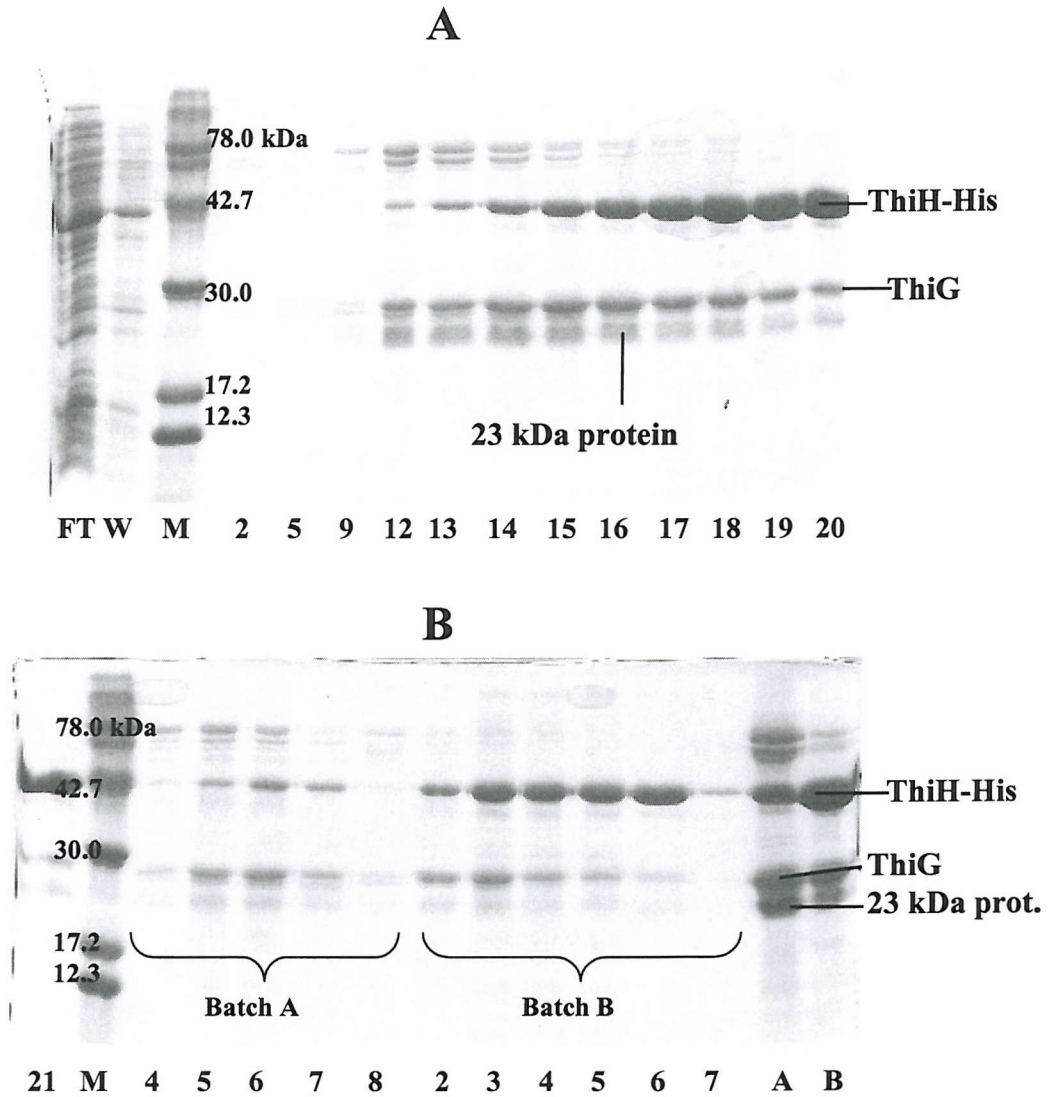 A
78.0 kDa
42.7
ThiH-His
30.0
ThiG
17.2
12.3
23 kDa protein
FT W M 2 5 9 12 13 14 15 16 17 18 19 20
B
78.0 kDa
42.7
ThiH-His
30.0
ThiG
23 kDa prot.
17.2
12.3
Batch A Batch B
21 M 4 5 6 7 8 2 3 4 5 6 7 A B